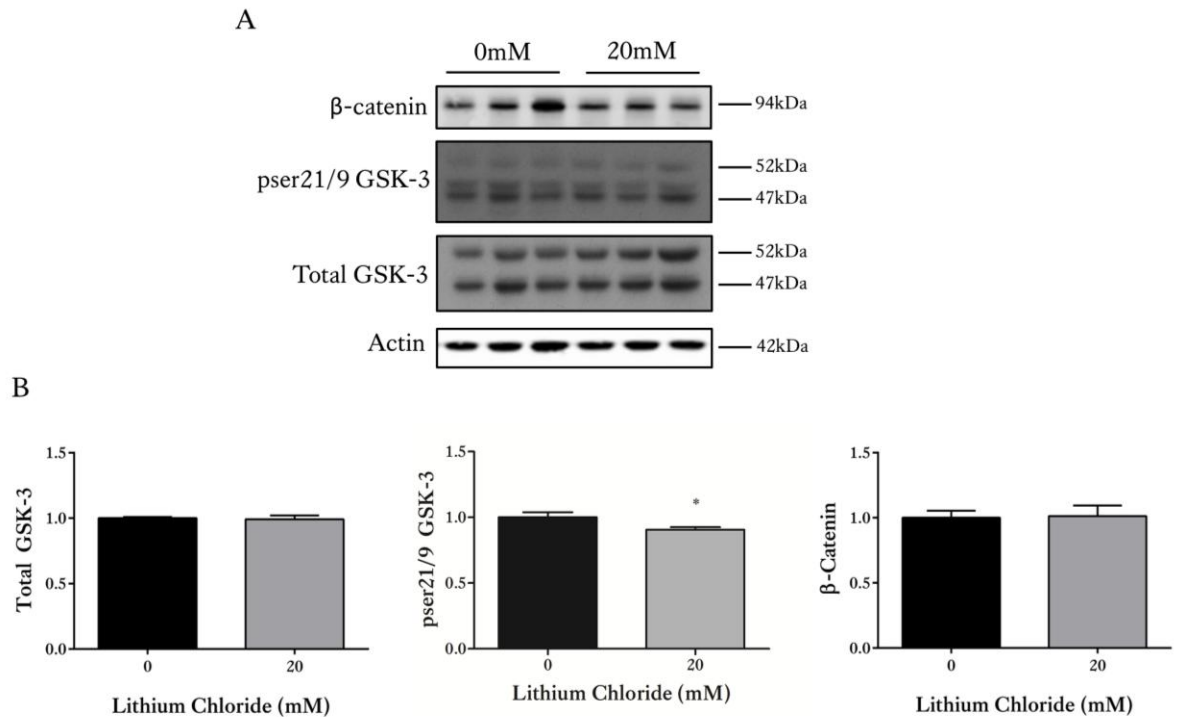 A
0mM 20mM
β-catenin 94kDa
pser21/9 GSK-3 52kDa
47kDa
Total GSK-3 52kDa
47kDa
Actin 42kDa
B
Total GSK-3
1.5
1.0
0.5
0.0
0 20
Lithium Chloride (mM)
pser21/9 GSK-3
1.5
1.0
0.5
0.0
*
0 20
Lithium Chloride (mM)
β-Catenin
1.5
1.0
0.5
0.0
0 20
Lithium Chloride (mM)